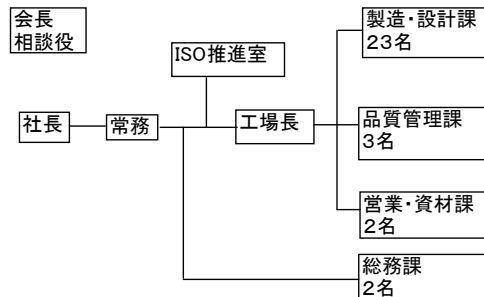 会長
相談役
ISO推進室
社長
常務
工場長
製造・設計課
23名
品質管理課
3名
営業・資材課
2名
総務課
2名